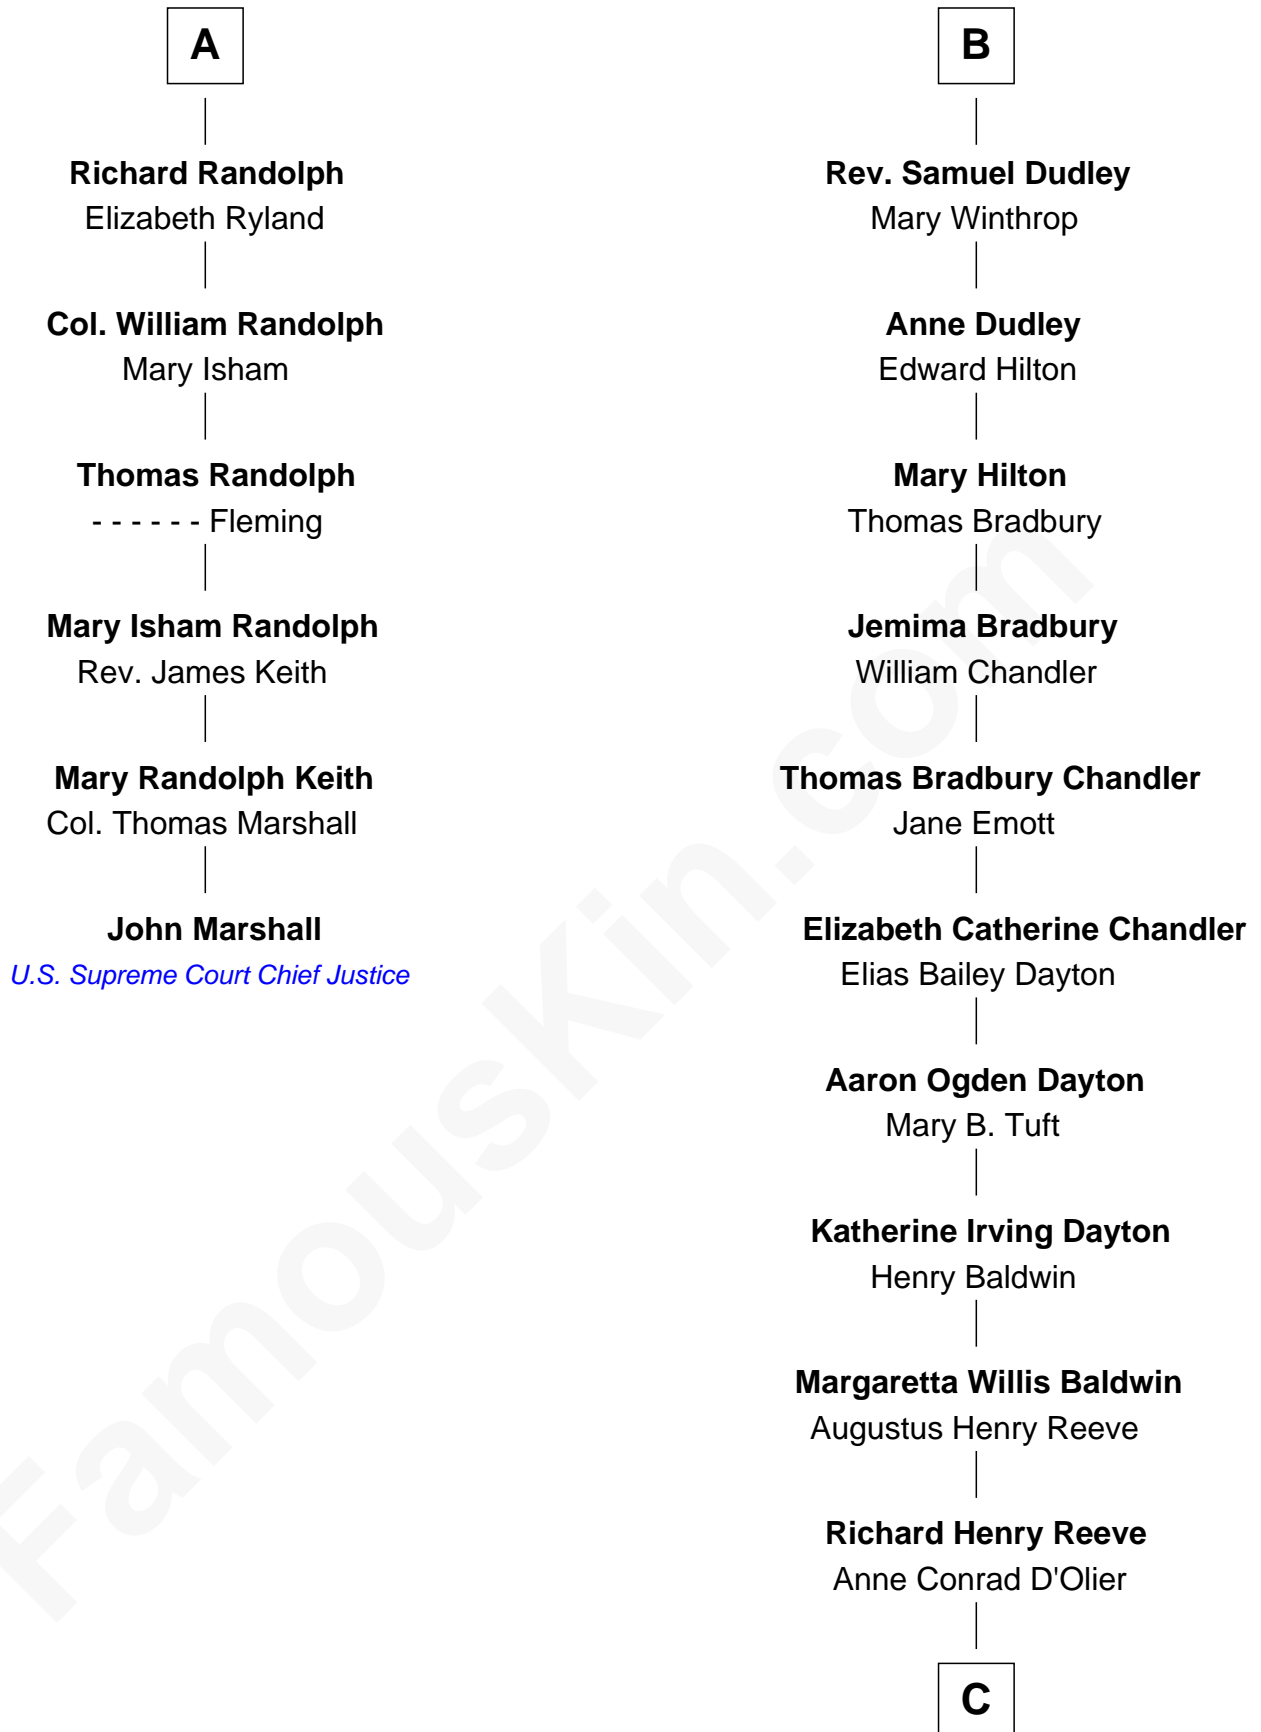 A
Richard Randolph
Elizabeth Ryland
Col. William Randolph
Mary Isham
Thomas Randolph
- - - - - - Fleming
Mary Isham Randolph
Rev. James Keith
Mary Randolph Keith
Col. Thomas Marshall
John Marshall
U.S. Supreme Court Chief Justice
B
Rev. Samuel Dudley
Mary Winthrop
Anne Dudley
Edward Hilton
Mary Hilton
Thomas Bradbury
Jemima Bradbury
William Chandler
Thomas Bradbury Chandler
Jane Emott
Elizabeth Catherine Chandler
Elias Bailey Dayton
Aaron Ogden Dayton
Mary B. Tuft
Katherine Irving Dayton
Henry Baldwin
Margaretta Willis Baldwin
Augustus Henry Reeve
Richard Henry Reeve
Anne Conrad D'Olier
C
FamousKin.com